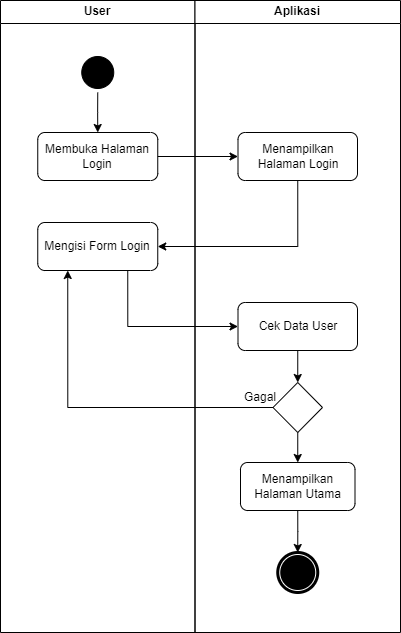 User
Aplikasi
Membuka Halaman
Login
Menampilkan
Halaman Login
Mengisi Form Login
Cek Data User
Gagal
Menampilkan
Halaman Utama